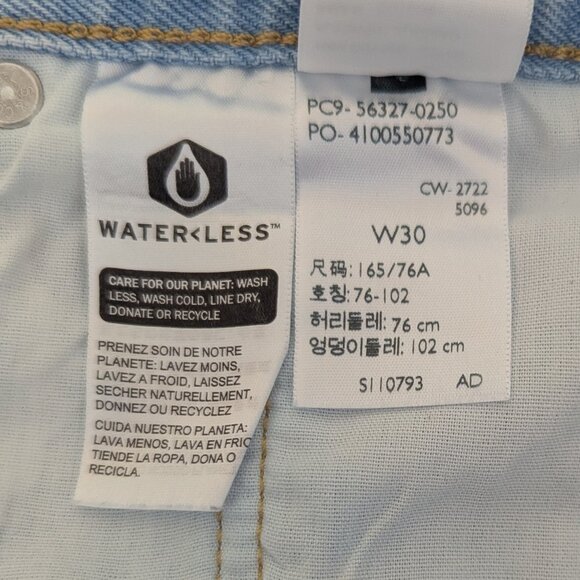 WATER<LESS™
CARE FOR OUR PLANET: WASH
LESS, WASH COLD, LINE DRY,
DONATE OR RECYCLE
PRENEZ SOIN DE NOTRE
PLANETE: LAVEZ MOINS,
LAVEZ A FROID, LAISSEZ
SECHER NATURELLEMENT,
DONNEZ OU RECYCLEZ
CUIDA NUESTRO PLANETA:
LAVA MENOS, LAVA EN FRIO
TIENDE LA ROPA, DONA O
RECICLA.
PC9- 56327-0250
PO- 4100550773
CW- 2722
5096
W30
尺码: 165/76A
호칭: 76-102
허리둘레: 76 cm
엉덩이둘레: 102 cm
S110793 AD